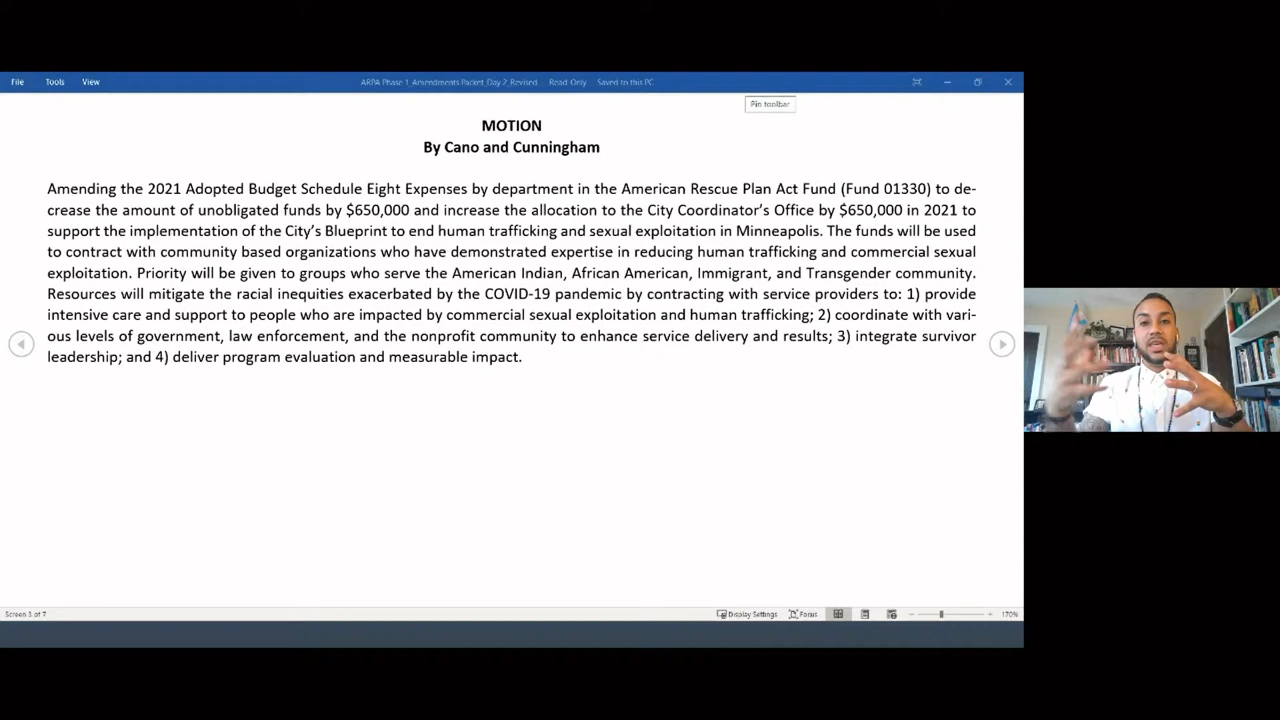 File Tools View ARPA Phase 1_Amendments Packet_Day 2_Revised Read-Only Saved to this PC
Pin toolbar
MOTION
By Cano and Cunningham
Amending the 2021 Adopted Budget Schedule Eight Expenses by department in the American Rescue Plan Act Fund (Fund 01330) to de-
crease the amount of unobligated funds by $650,000 and increase the allocation to the City Coordinator's Office by $650,000 in 2021 to
support the implementation of the City's Blueprint to end human trafficking and sexual exploitation in Minneapolis. The funds will be used
to contract with community based organizations who have demonstrated expertise in reducing human trafficking and commercial sexual
exploitation. Priority will be given to groups who serve the American Indian, African American, Immigrant, and Transgender community.
Resources will mitigate the racial inequities exacerbated by the COVID-19 pandemic by contracting with service providers to: 1) provide
intensive care and support to people who are impacted by commercial sexual exploitation and human trafficking; 2) coordinate with vari-
ous levels of government, law enforcement, and the nonprofit community to enhance service delivery and results; 3) integrate survivor
leadership; and 4) deliver program evaluation and measurable impact.
Screen 3 of 7 Display Settings Focus 170%